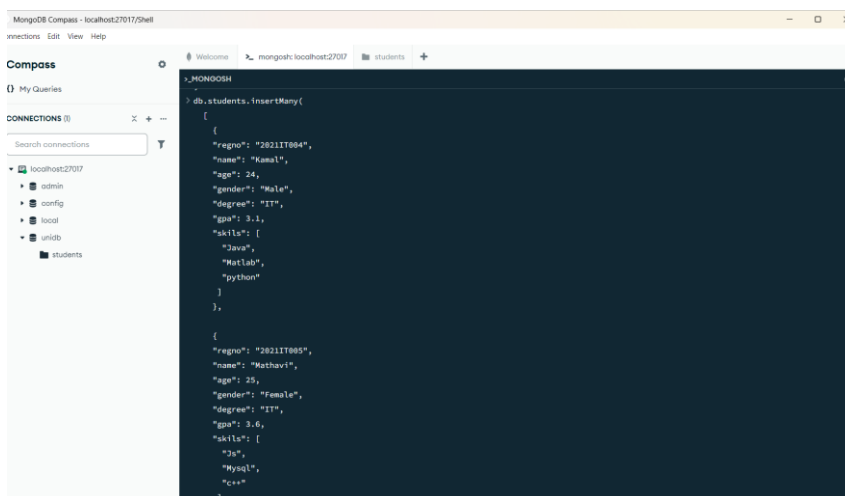 MongoDB Compass - localhost:27017/Shell
onnections Edit View Help
Compass
{} My Queries
CONNECTIONS (1)
Search connections
localhost:27017
admin
config
local
unidb
students
Welcome >_ mongosh: localhost:27017 students +
>_MONGOSH
> db.students.insertMany(
[
{
"regno": "2021IT004",
"name": "Kamal",
"age": 24,
"gender": "Male",
"degree": "IT",
"gpa": 3.1,
"skils": [
"Java",
"Matlab",
"python"
]
},
{
"regno": "2021IT005",
"name": "Mathavi",
"age": 25,
"gender": "Female",
"degree": "IT",
"gpa": 3.6,
"skils": [
"Js",
"Mysql",
"c++"